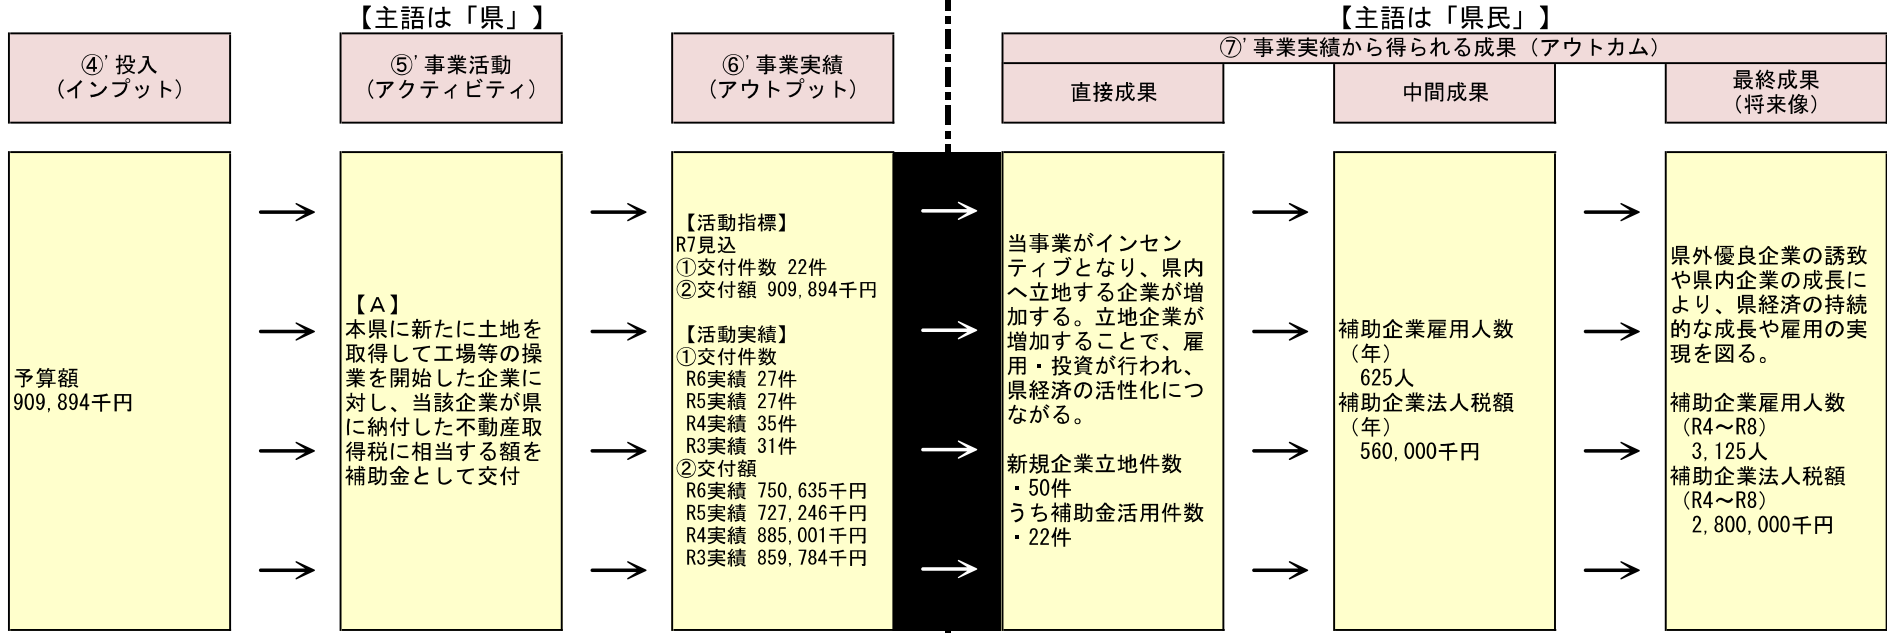 【主語は「県」】
【主語は「県民」】
④’投入
（インプット）
⑤’事業活動
（アクティビティ）
⑥’事業実績
（アウトプット）
⑦’事業実績から得られる成果（アウトカム）
直接成果
中間成果
最終成果
（将来像）
予算額
909,894千円
【Ａ】
本県に新たに土地を
取得して工場等の操
業を開始した企業に
対し、当該企業が県
に納付した不動産取
得税に相当する額を
補助金として交付
【活動指標】
R7見込
①交付件数 22件
②交付額 909,894千円
【活動実績】
①交付件数
R6実績 27件
R5実績 27件
R4実績 35件
R3実績 31件
②交付額
R6実績 750,635千円
R5実績 727,246千円
R4実績 885,001千円
R3実績 859,784千円
当事業がインセン
ティブとなり、県内
へ立地する企業が増
加する。立地企業が
増加することで、雇
用・投資が行われ、
県経済の活性化につ
ながる。
新規企業立地件数
・50件
うち補助金活用件数
・22件
補助企業雇用人数
（年）
625人
補助企業法人税額
（年）
560,000千円
県外優良企業の誘致
や県内企業の成長に
より、県経済の持続
的な成長や雇用の実
現を図る。
補助企業雇用人数
（R4～R8）
3,125人
補助企業法人税額
（R4～R8）
2,800,000千円